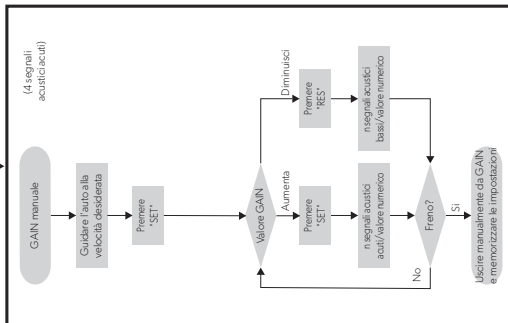 (4 segnali
acustici acuti)
GAIN manuale
Guidare l'auto alla
velocità desiderata
Premere
"SET
Valore GAIN
Diminuisci
Premere
"RES"
n segnali acustici
bassi/valore numerico
Aumenta
Premere
"SET
n segnali acustici
acuti/valore numerico
Freno?
No
Si
Uscire manualmente da GAIN
e memorizzare le impostazioni